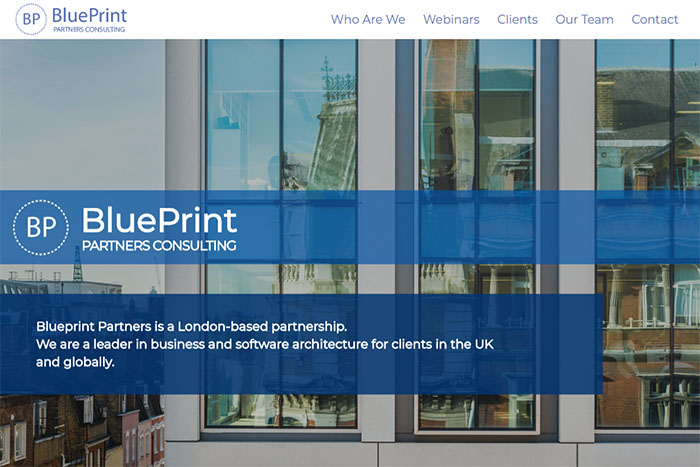 BP
BluePrint
PARTNERS CONSULTING
Who Are We Webinars Clients Our Team Contact
BP
BluePrint
PARTNERS CONSULTING
Blueprint Partners is a London-based partnership.
We are a leader in business and software architecture for clients in the UK
and globally.